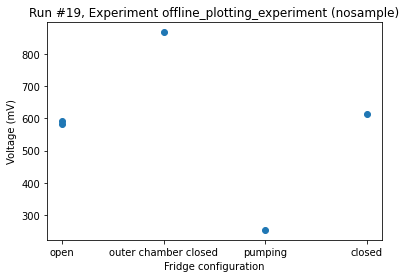 Run #19, Experiment offline_plotting_experiment (nosample)
Voltage (mV)
800
700
600
500
400
300
open
outer chamber closed
pumping
closed
Fridge configuration